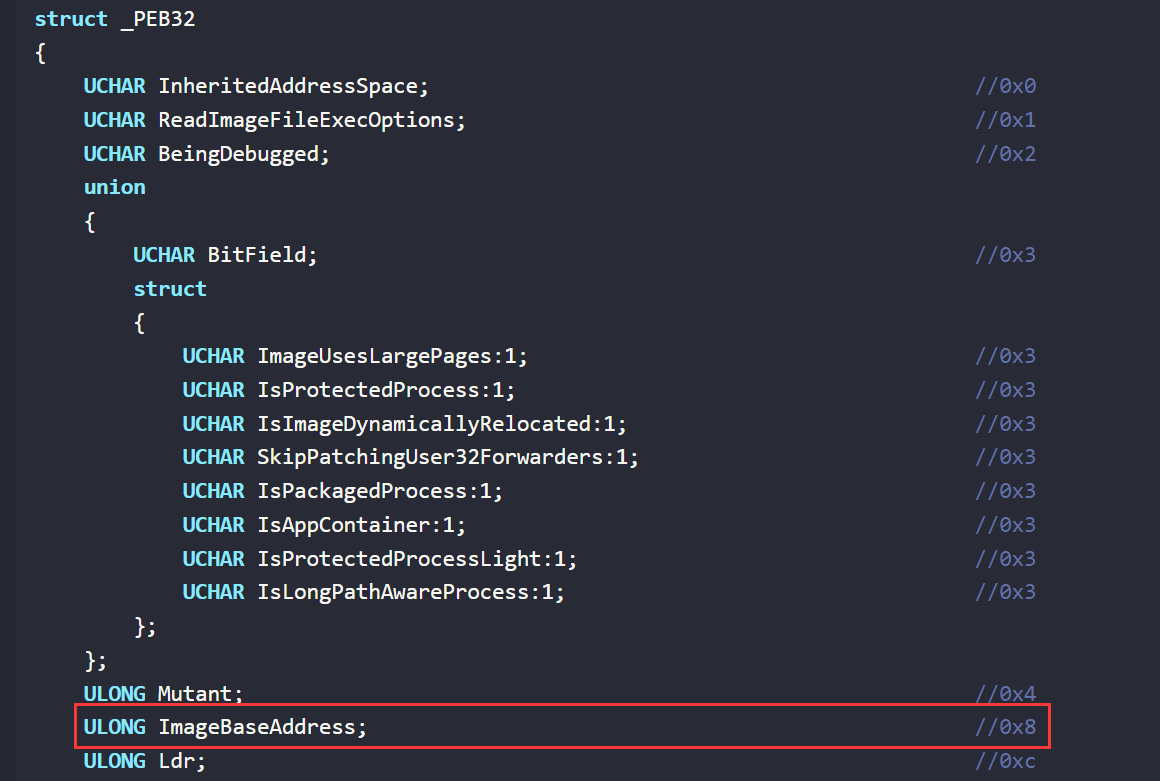 struct _PEB32
{
    UCHAR InheritedAddressSpace; //0x0
    UCHAR ReadImageFileExecOptions; //0x1
    UCHAR BeingDebugged; //0x2
    union
    {
        UCHAR BitField; //0x3
        struct
        {
            UCHAR ImageUsesLargePages:1; //0x3
            UCHAR IsProtectedProcess:1; //0x3
            UCHAR IsImageDynamicallyRelocated:1; //0x3
            UCHAR SkipPatchingUser32Forwarders:1; //0x3
            UCHAR IsPackagedProcess:1; //0x3
            UCHAR IsAppContainer:1; //0x3
            UCHAR IsProtectedProcessLight:1; //0x3
            UCHAR IsLongPathAwareProcess:1; //0x3
        };
    };
    ULONG Mutant; //0x4
    ULONG ImageBaseAddress; //0x8
    ULONG Ldr; //0xc